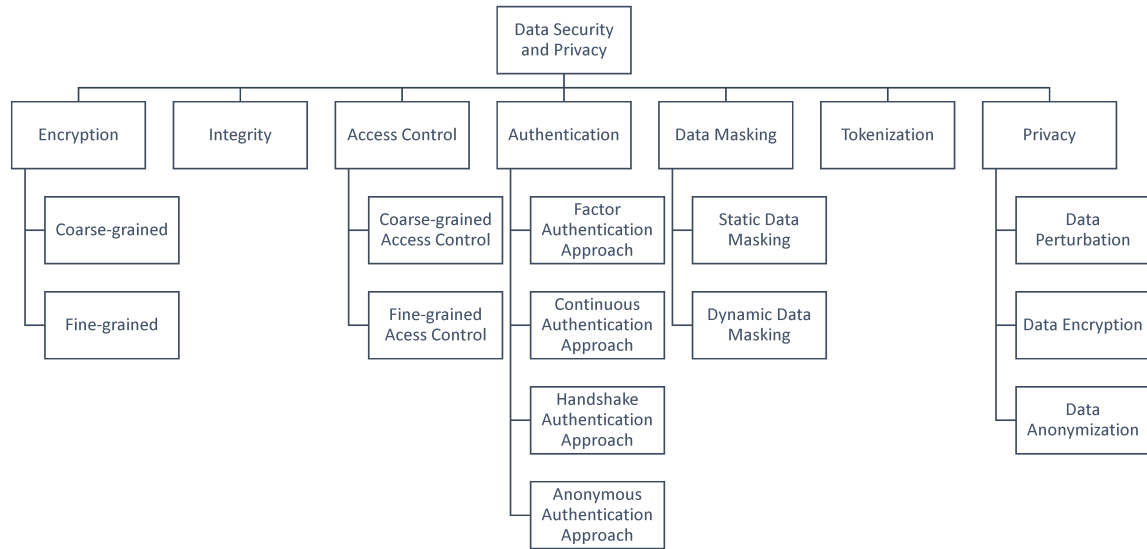 Data Security
and Privacy
Encryption
Integrity
Access Control
Authentication
Data Masking
Tokenization
Privacy
Coarse-grained
Fine-grained
Coarse-grained
Access Control
Fine-grained
Acess Control
Factor
Authentication
Approach
Continuous
Authentication
Approach
Handshake
Authentication
Approach
Anonymous
Authentication
Approach
Static Data
Masking
Dynamic Data
Masking
Data
Perturbation
Data Encryption
Data
Anonymization